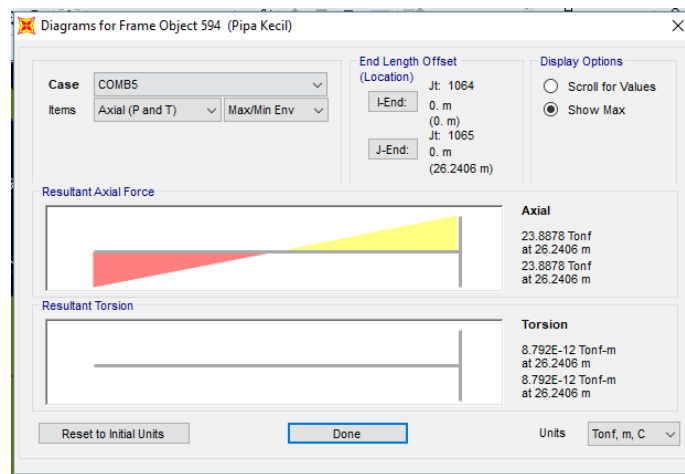 Diagrams for Frame Object 594 (Pipa Kecil)
End Length Offset
(Location)
Display Options
Case COMB5
Items Axial (P and T) Max/Min Env
Jt: 1064
I-End: 0. m
(0. m)
Jt: 1065
J-End: 0. m
(26.2406 m)
Scroll for Values
Show Max
Resultant Axial Force
Axial
23.8878 Tonf
at 26.2406 m
23.8878 Tonf
at 26.2406 m
Resultant Torsion
Torsion
8.792E-12 Tonf-m
at 26.2406 m
8.792E-12 Tonf-m
at 26.2406 m
Reset to Initial Units Done Units Tonf, m, C